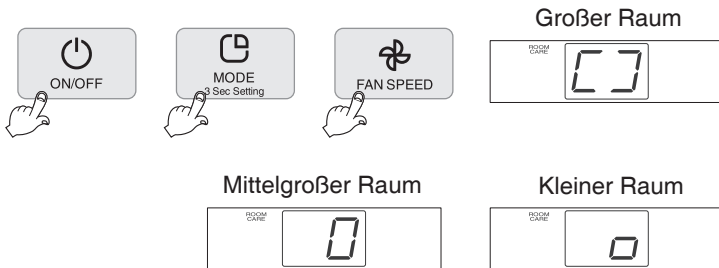 Großer Raum
ON/OFF
MODE
3 Sec Setting
FAN SPEED
ROOM
CARE
Mittelgroßer Raum
Kleiner Raum
ROOM
CARE
0
ROOM
CARE
o